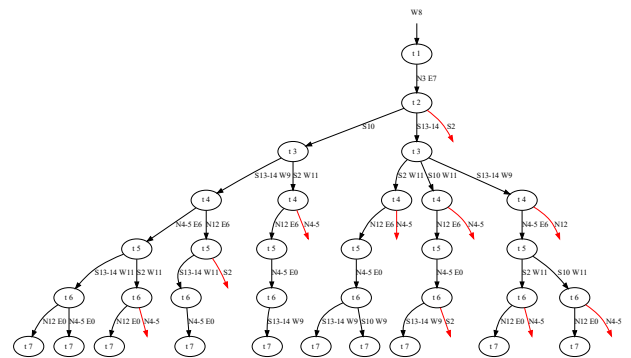 W8
t 1
N3 E7
t 2
S10 S13-14 S2
t 3 t 3
S13-14 W9 S2 W11 S2 W11 S10 W11 S13-14 W9
t 4 t 4 t 4 t 4 t 4
N4-5 E6 N12 E6 N12 E6 N4-5 N12 E6 N4-5 N12 E6 N4-5 N4-5 E6 N12
t 5 t 5 t 5 t 5 t 5 t 5
S13-14 W11 S2 W11 S13-14 W11 S2 N4-5 E0 N4-5 E0 N4-5 E0 S2 W11 S10 W11
t 6 t 6 t 6 t 6 t 6 t 6 t 6 t 6
N12 E0 N4-5 E0 N12 E0 N4-5 N4-5 E0 S13-14 W9 S13-14 W9 S10 W9 S13-14 W9 S2 N12 E0 N4-5 N12 E0 N4-5
t 7 t 7 t 7 t 7 t 7 t 7 t 7 t 7 t 7 t 7